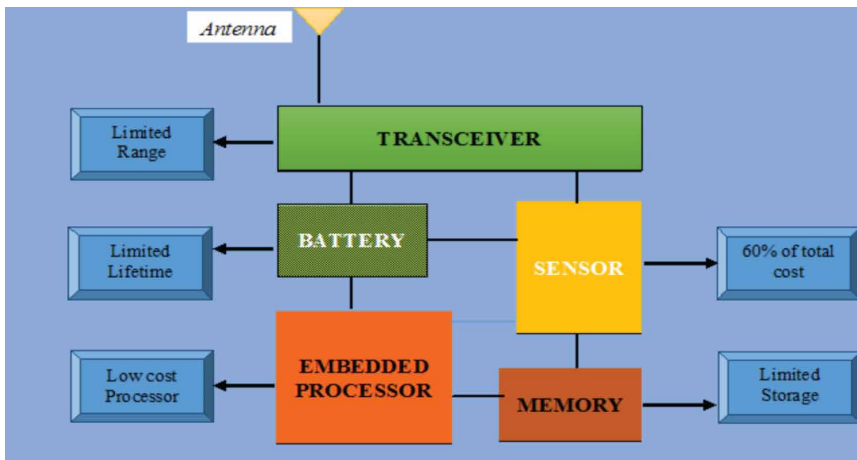 Antenna
Limited
Range
TRANSCEIVER
BATTERY
Limited
Lifetime
SENSOR
60% of total
cost
EMBEDDED
PROCESSOR
Low cost
Processor
MEMORY
Limited
Storage